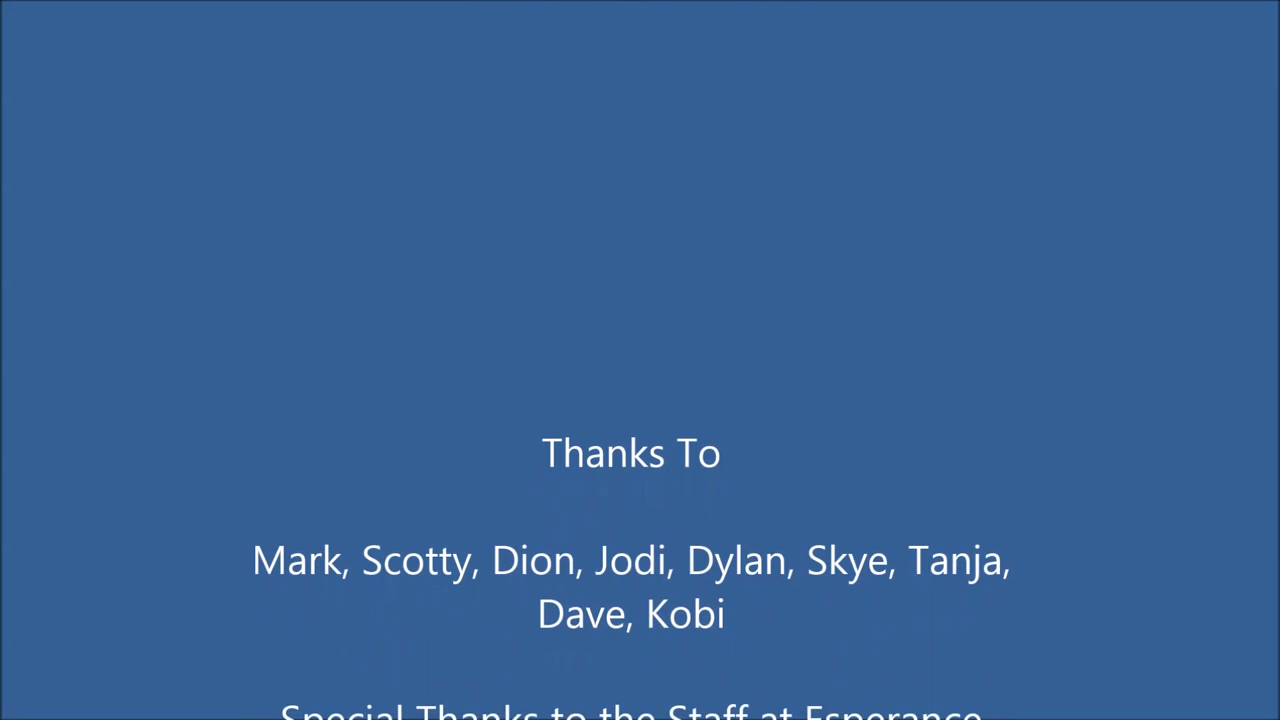 Thanks To
Mark, Scotty, Dion, Jodi, Dylan, Skye, Tanja,
Dave, Kobi
Special Thanks to the Staff at Esperance